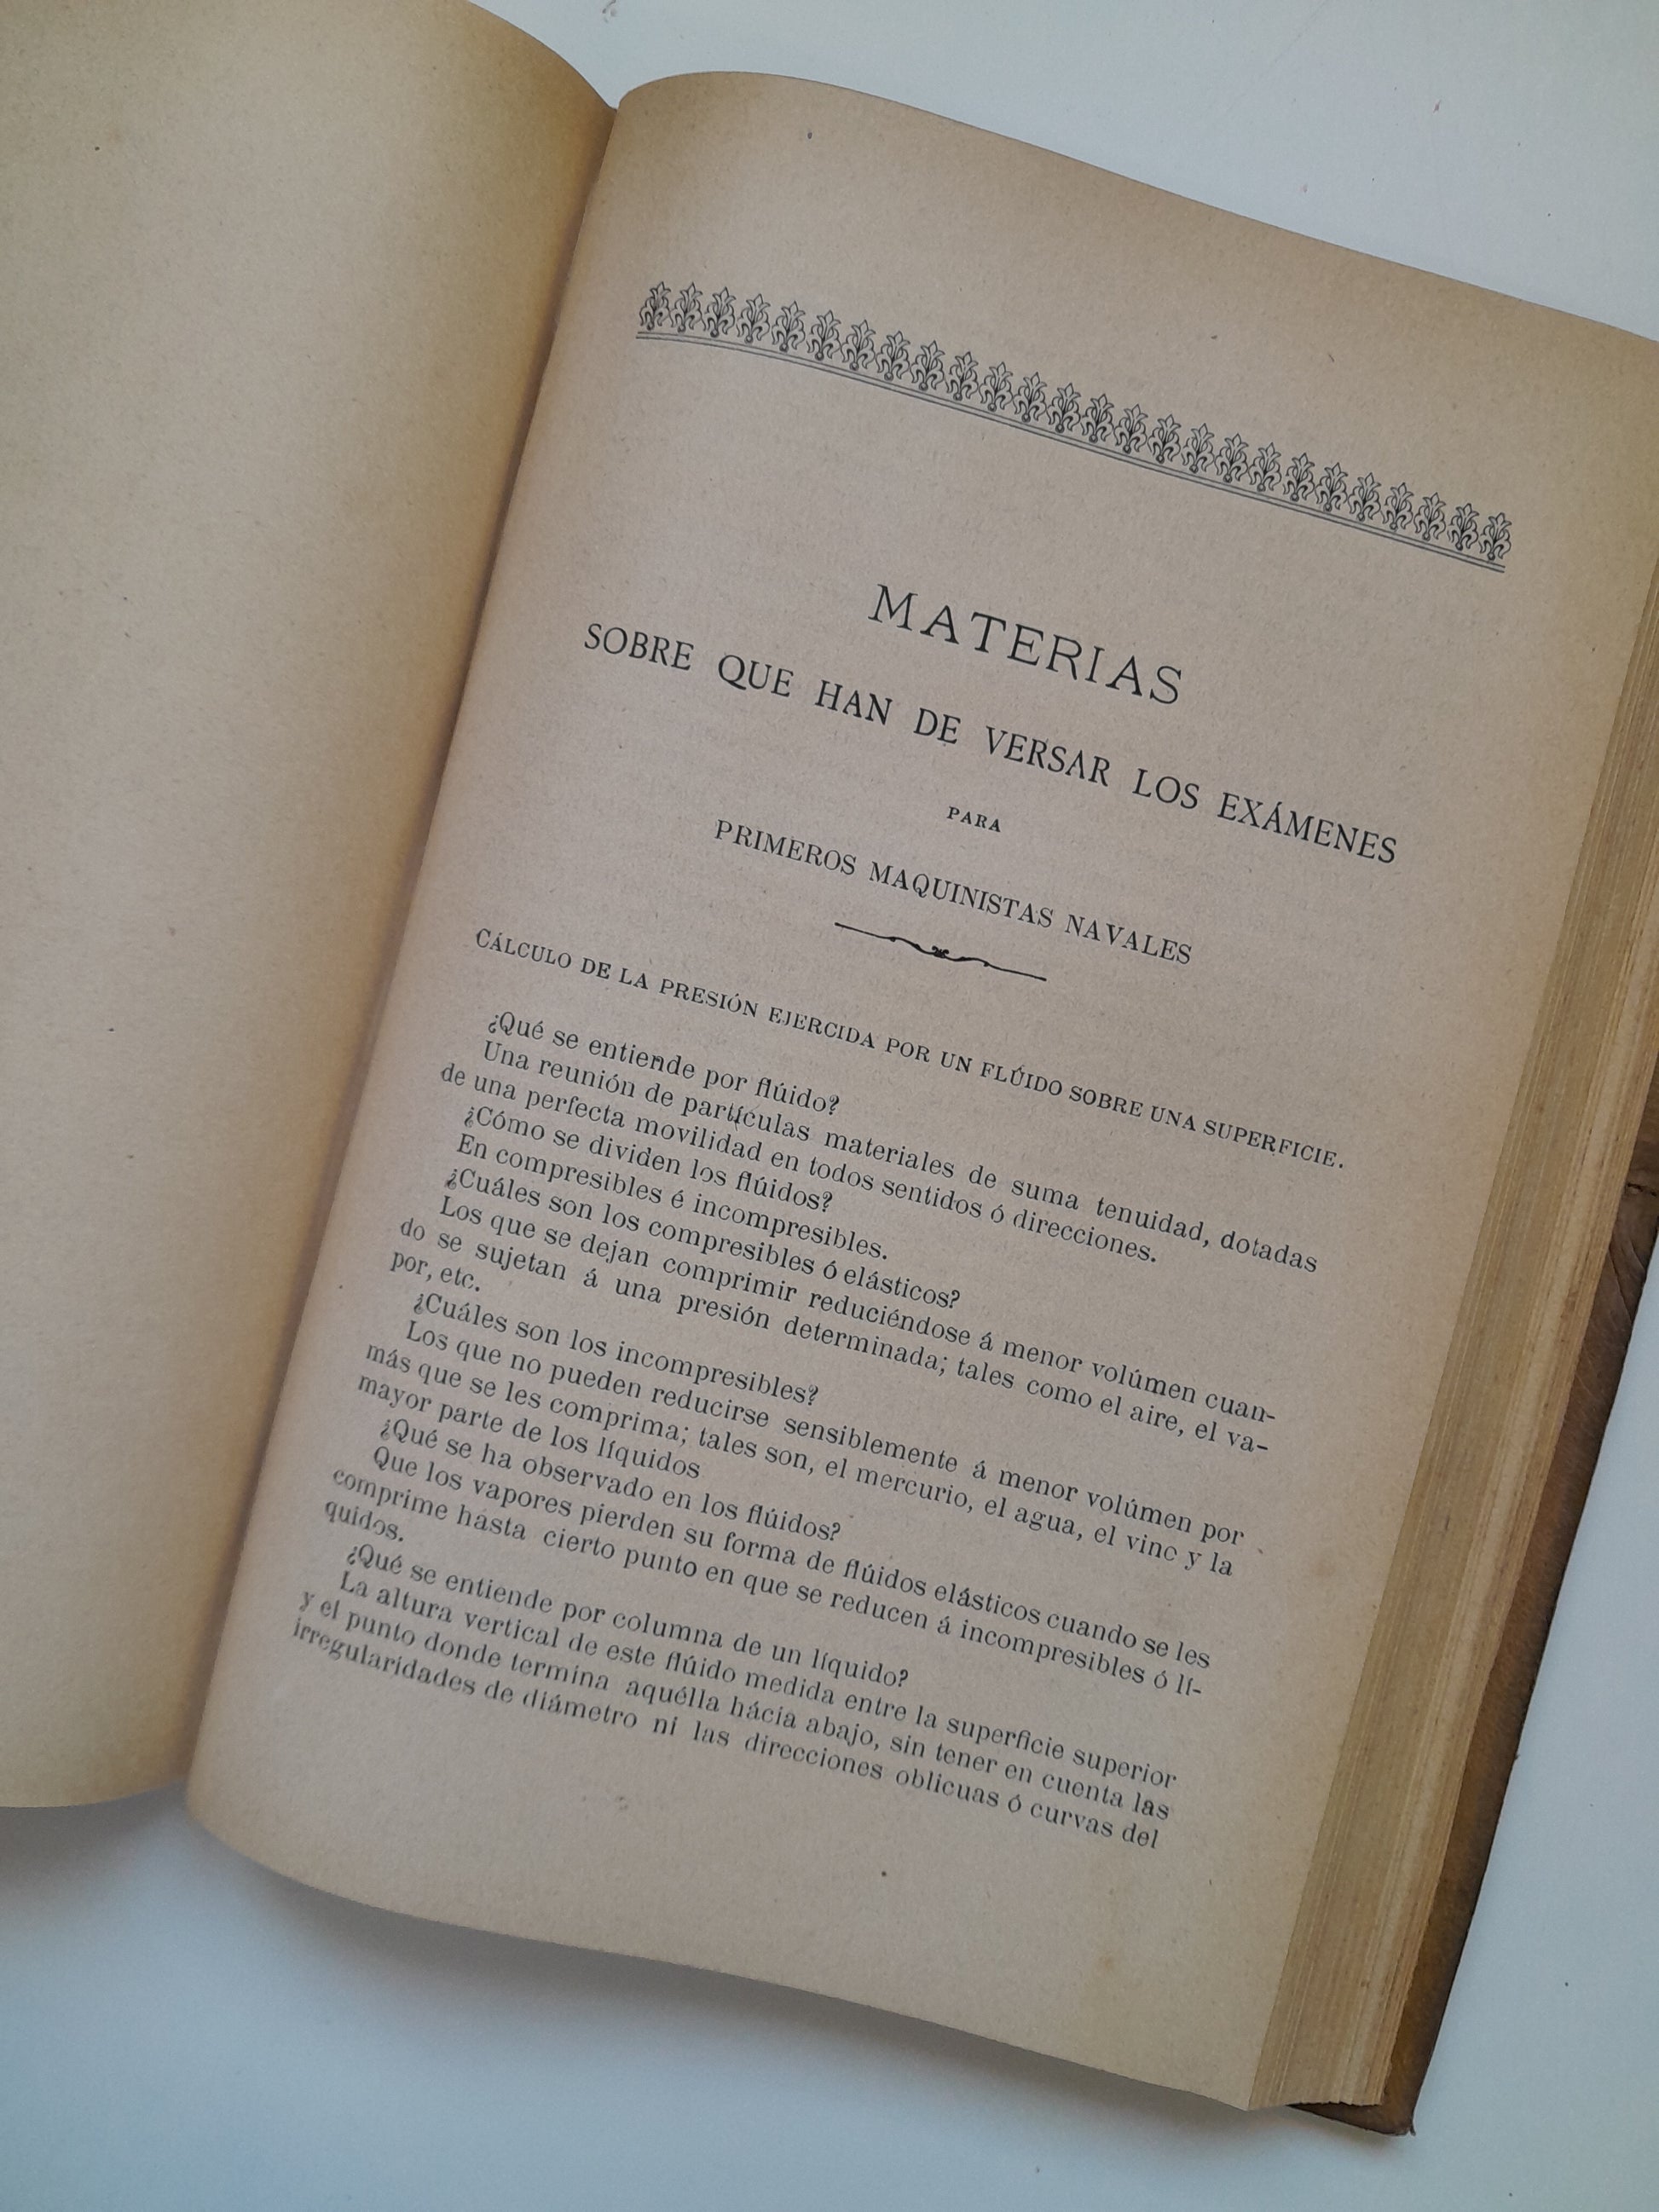 MATERIAS
SOBRE QUE HAN DE VERSAR LOS EXÁMENES
PARA
PRIMEROS MAQUINISTAS NAVALES
CÁLCULO DE LA PRESIÓN EJERCIDA POR UN FLÚIDO SOBRE UNA SUPERFICIE.
¿Qué se entiende por flúido?
Una reunión de partículas materiales de suma tenuidad, dotadas
de una perfecta movilidad en todos sentidos ó direcciones.
¿Cómo se dividen los flúidos?
En compresibles é incompresibles.
¿Cuáles son los compresibles ó elásticos?
Los que se dejan comprimir reduciéndose á menor volúmen cuan-
do se sujetan á una presión determinada; tales como el aire, el va-
por, etc.
¿Cuáles son los incompresibles?
Los que no pueden reducirse sensiblemente á menor volúmen por
más que se les comprima; tales son, el mercurio, el agua, el vino y la
mayor parte de los líquidos
¿Qué se ha observado en los flúidos?
Que los vapores pierden su forma de flúidos elásticos cuando se les
comprime hasta cierto punto en que se reducen á incompresibles ó lí-
quidos.
¿Qué se entiende por columna de un líquido?
La altura vertical de este flúido medida entre la superficie superior
y el punto donde termina aquélla hácia abajo, sin tener en cuenta las
irregularidades de diámetro ni las direcciones oblicuas ó curvas del